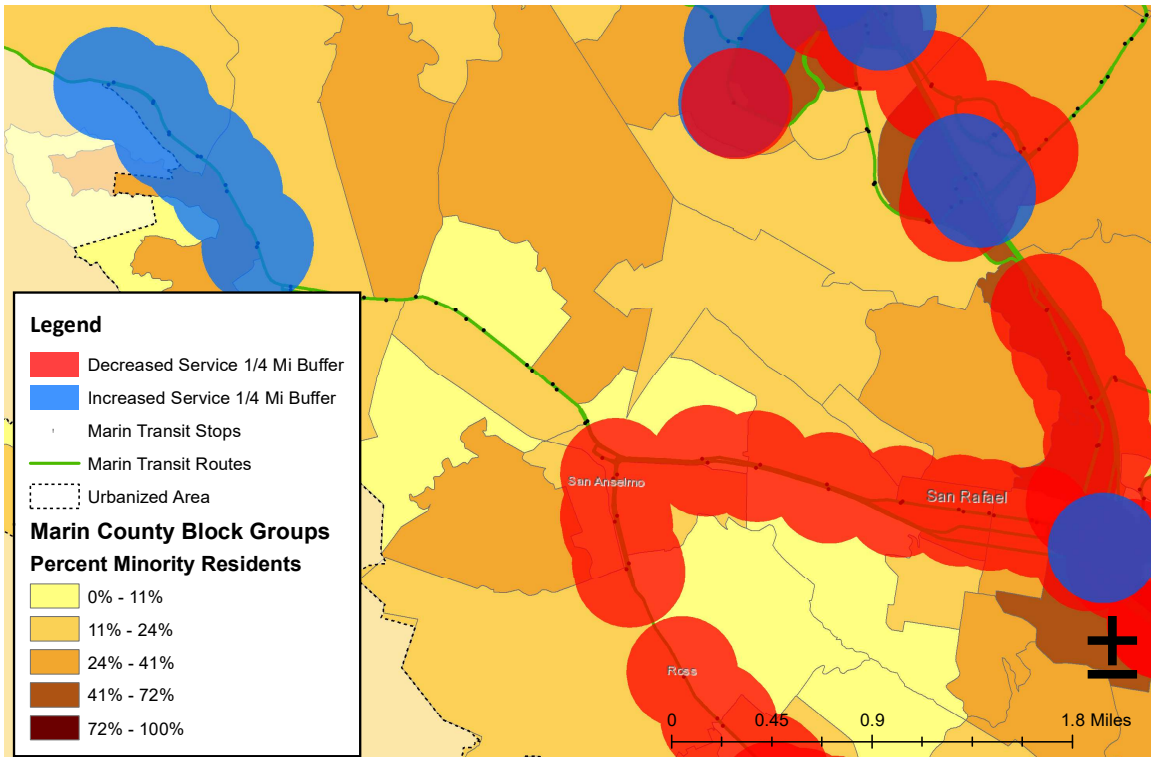 Legend
Decreased Service 1/4 Mi Buffer
Increased Service 1/4 Mi Buffer
Marin Transit Stops
Marin Transit Routes
Urbanized Area
Marin County Block Groups
Percent Minority Residents
0% - 11%
11% - 24%
24% - 41%
41% - 72%
72% - 100%
San Anselmo
San Rafael
Ross
0 0.45 0.9 1.8 Miles